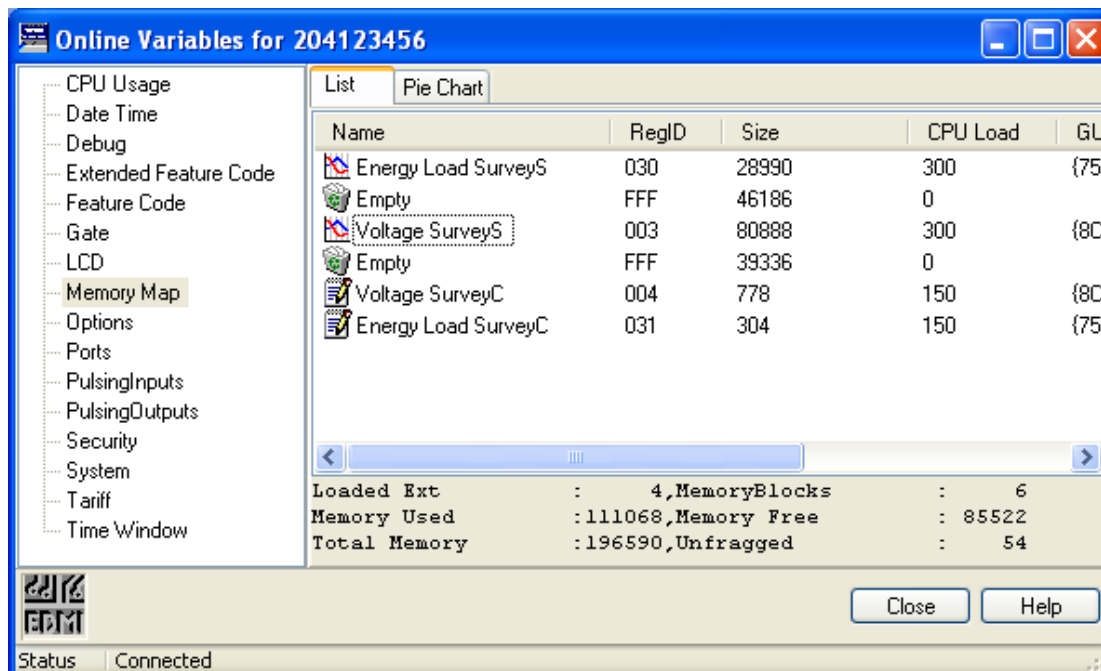 Online Variables for 204123456
CPU Usage
Date Time
Debug
Extended Feature Code
Feature Code
Gate
LCD
Memory Map
Options
Ports
PulsingInputs
PulsingOutputs
Security
System
Tariff
Time Window
List Pie Chart
Name RegID Size CPU Load GU
Energy Load SurveyS 030 28990 300 {75
Empty FFF 46186 0
Voltage SurveyS 003 80888 300 {8C
Empty FFF 39336 0
Voltage SurveyC 004 778 150 {8C
Energy Load SurveyC 031 304 150 {75
Loaded Ext : 4,MemoryBlocks : 6
Memory Used :111068,Memory Free : 85522
Total Memory :196590,Unfragged : 54
EDMI
Close Help
Status Connected